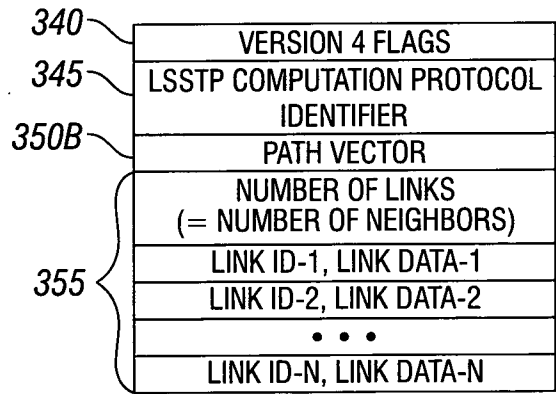 340
VERSION 4 FLAGS
345
LSSTP COMPUTATION PROTOCOL
IDENTIFIER
350B
PATH VECTOR
355
NUMBER OF LINKS
(= NUMBER OF NEIGHBORS)
LINK ID-1, LINK DATA-1
LINK ID-2, LINK DATA-2
• • •
LINK ID-N, LINK DATA-N